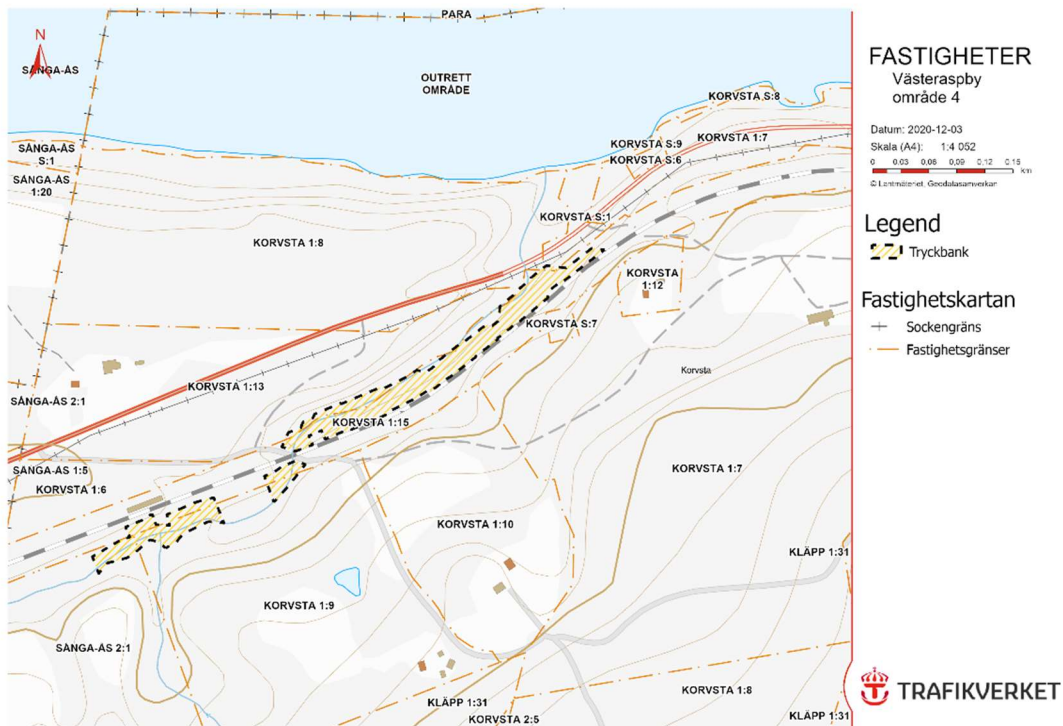 PARA
N
SÅNGA-ÅS
OUTRETT
OMRÅDE
KORVSTA S:8
KORVSTA 1:7
KORVSTA S:9
KORVSTA S:6
SÅNGA-ÅS
S:1
SÅNGA-ÅS
1:20
KORVSTA S:1
KORVSTA 1:8
KORVSTA
1:12
KORVSTA S:7
Korvsta
KORVSTA 1:13
SÅNGA-ÅS 2:1
KORVSTA 1:15
SÅNGA-ÅS 1:5
KORVSTA 1:7
KORVSTA 1:6
KORVSTA 1:10
KLÄPP 1:31
KORVSTA 1:9
SÅNGA-ÅS 2:1
KORVSTA 1:8
KLÄPP 1:31
KORVSTA 2:5
KLÄPP 1:31
FASTIGHETER
Västeraspby
område 4
Datum: 2020-12-03
Skala (A4): 1:4 052
0 0,03 0,06 0,09 0,12 0,15
km
© Lantmäteriet, Geodatasamverkan
Legend
Tryckbank
Fastighetskartan
Sockengräns
Fastighetsgränser
TRAFIKVERKET